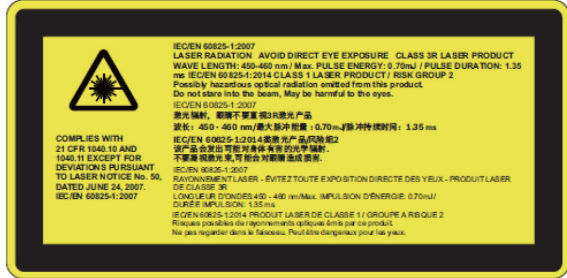 COMPLIES WITH
21 CFR 1040.10 AND
1040.11 EXCEPT FOR
DEVIATIONS PURSUANT
TO LASER NOTICE No. 50,
DATED JUNE 24, 2007.
IEC/EN 60825-1:2007
IEC/EN 60825-1:2007
LASER RADIATION AVOID DIRECT EYE EXPOSURE CLASS 3R LASER PRODUCT
WAVE LENGTH: 450-460 nm / Max. PULSE ENERGY: 0.70mJ / PULSE DURATION: 1.35
ms IEC/EN 60825-1:2014 CLASS 1 LASER PRODUCT / RISK GROUP 2
Possibly hazardous optical radiation emitted from this product.
Do not stare into the beam, May be harmful to the eyes.
IEC/EN 60825-1:2007
激光辐射，眼睛不要直视3R激光产品
波长：450 - 460 nm/最大脉冲能量：0.70mJ/脉冲持续时间：1.35 ms
IEC/EN 60825-1:2014类激光产品/风险组2
该产品会发出可能对身体有害的光学辐射.
不要凝视激光束,可能会对眼睛造成损害.
IEC/EN 60825-1:2007
RAYONNEMENT LASER - ÉVITEZ TOUTE EXPOSITION DIRECTE DES YEUX - PRODUIT LASER
DE CLASSE 3R
LONGUEUR D'ONDES:450 - 460 nm/Max. IMPULSION D'ÉNERGIE: 0.70mJ/
DURÉE IMPULSION: 1.35 ms
IEC/EN 60825-1:2014 PRODUIT LASER DE CLASSE 1 / GROUPE A RISQUE 2
Risques possibles de rayonnements optiques émis par ce produit.
Ne pas regarder dans le faisceau. Peut être dangereux pour les yeux.